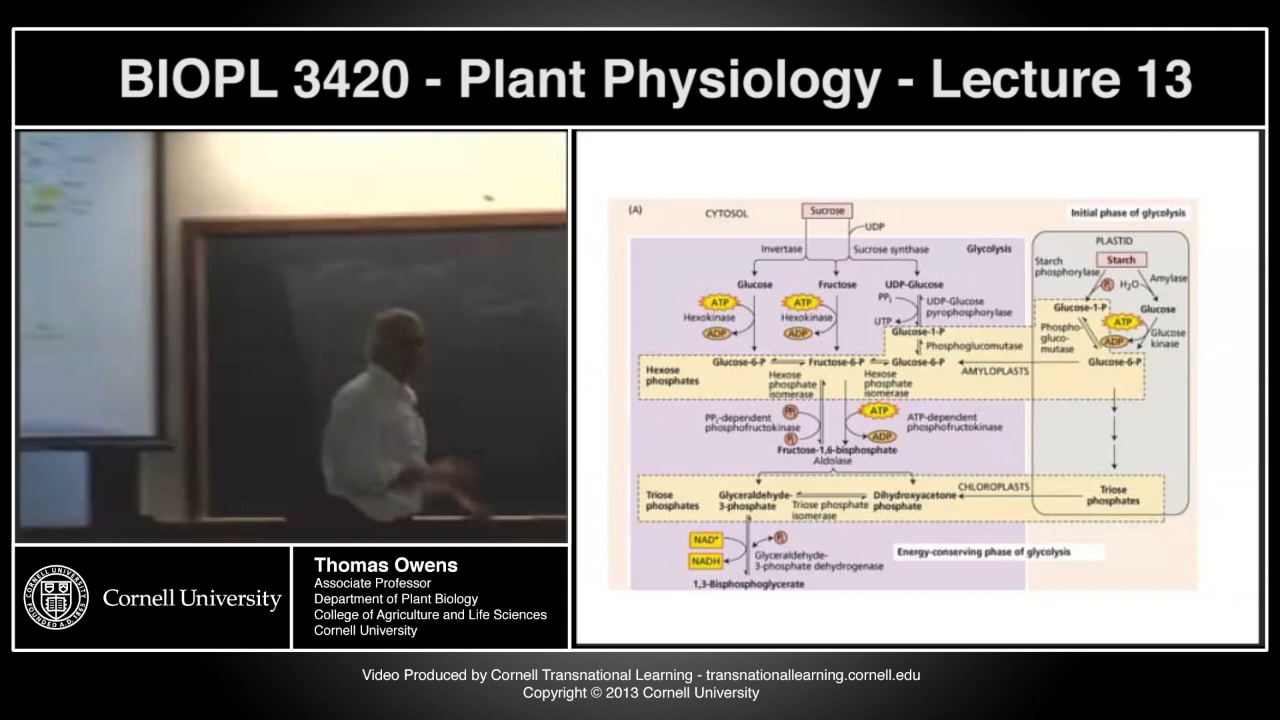 BIOPL 3420 - Plant Physiology - Lecture 13
(A)
CYTOSOL
Sucrose
Initial phase of glycolysis
UDP
PLASTID
Invertase
Sucrose synthase
Glycolysis
Starch
phosphorylase
Starch
Amylase
Pi
H₂O
Glucose
Fructose
UDP-Glucose
ATP
Hexokinase
ADP
ATP
Hexokinase
ADP
PPi
UTP
UDP-Glucose
pyrophosphorylase
Glucose-1-P
Glucose
ATP
ADP
Phospho-
gluco-
mutase
Glucose
kinase
Glucose-1-P
Phosphoglucomutase
Hexose
phosphates
Glucose-6-P
Fructose-6-P
Glucose-6-P
Glucose-6-P
AMYLOPLASTS
Hexose
phosphate
isomerase
Hexose
phosphate
isomerase
PPi-dependent
phosphofructokinase
PPi
Pi
ATP
ADP
ATP-dependent
phosphofructokinase
Fructose-1,6-bisphosphate
Aldolase
Triose
phosphates
Glyceraldehyde-
3-phosphate
Triose phosphate
isomerase
Dihydroxyacetone
phosphate
CHLOROPLASTS
Triose
phosphates
NAD⁺
NADH
Pi
Glyceraldehyde-
3-phosphate dehydrogenase
Energy-conserving phase of glycolysis
1,3-Bisphosphoglycerate
CORNELL UNIVERSITY
FOUNDED A.D. 1865
Cornell University
Thomas Owens
Associate Professor
Department of Plant Biology
College of Agriculture and Life Sciences
Cornell University
Video Produced by Cornell Transnational Learning - transnationallearning.cornell.edu
Copyright © 2013 Cornell University